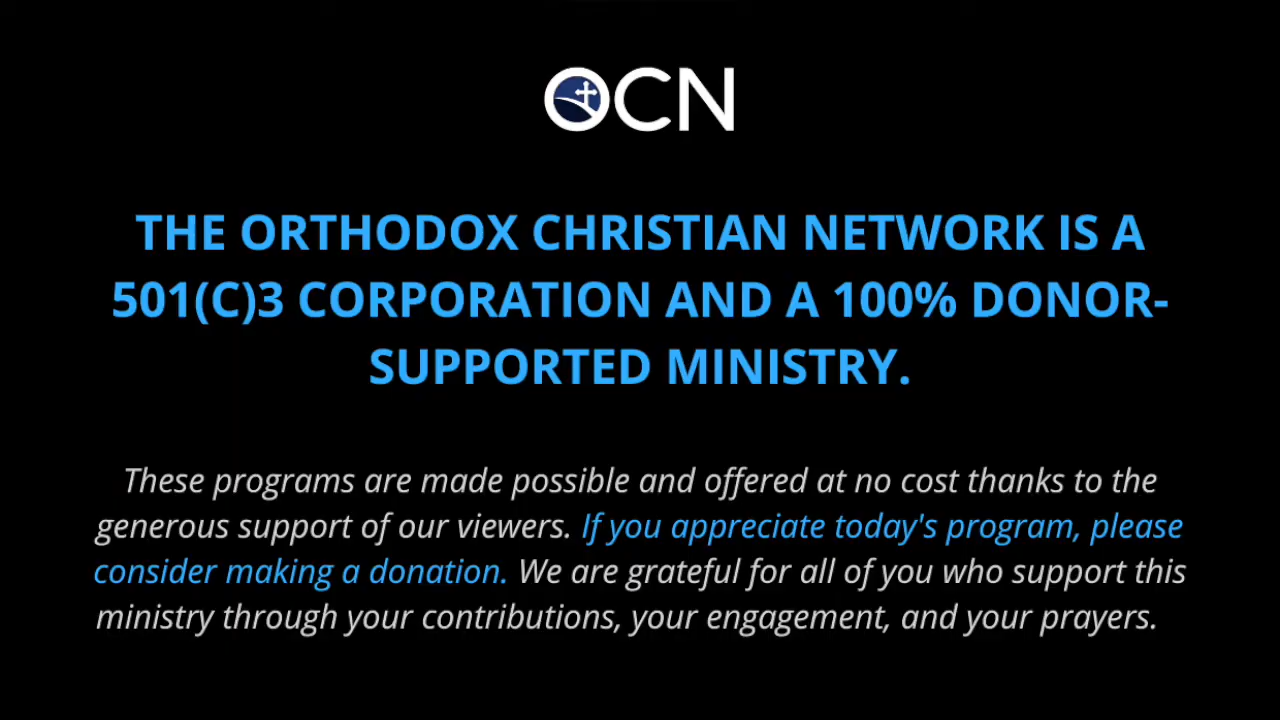 OCN
THE ORTHODOX CHRISTIAN NETWORK IS A
501(C)3 CORPORATION AND A 100% DONOR-
SUPPORTED MINISTRY.
These programs are made possible and offered at no cost thanks to the
generous support of our viewers. If you appreciate today's program, please
consider making a donation. We are grateful for all of you who support this
ministry through your contributions, your engagement, and your prayers.